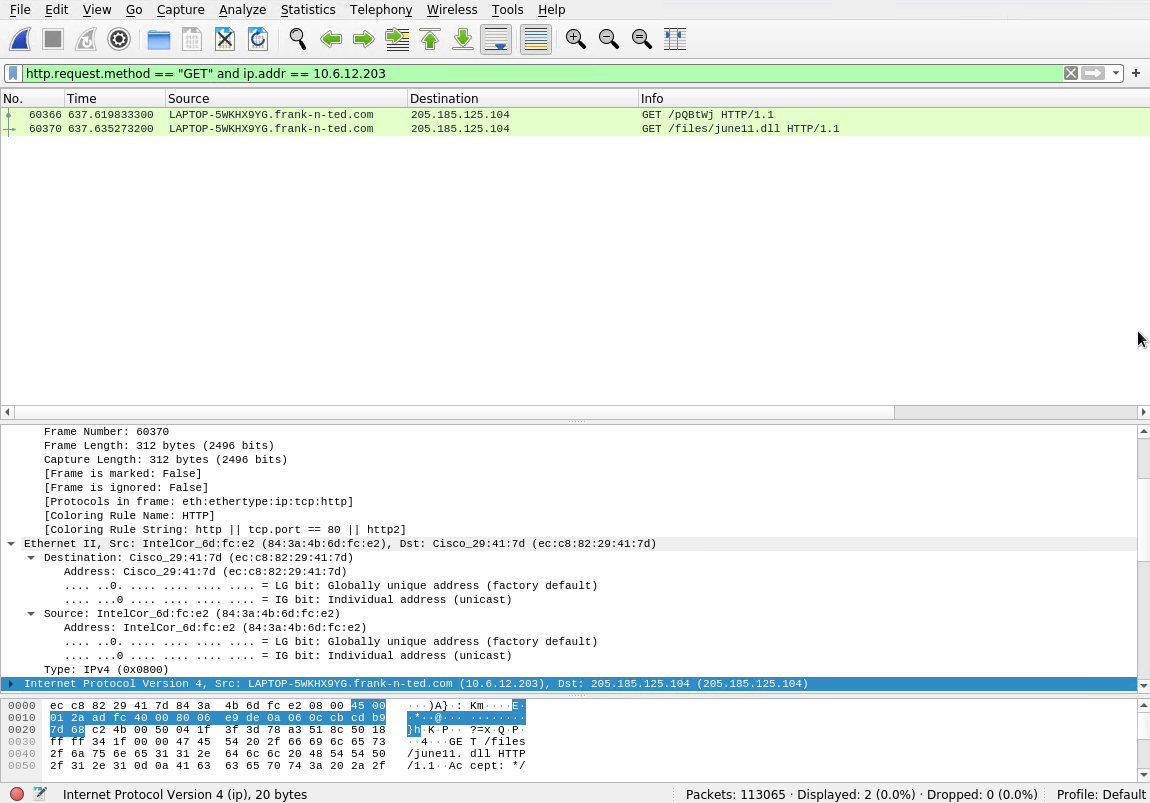 File Edit View Go Capture Analyze Statistics Telephony Wireless Tools Help
http.request.method == "GET" and ip.addr == 10.6.12.203
No. Time Source Destination Info
60366 637.619833300 LAPTOP-5WKHX9YG.frank-n-ted.com 205.185.125.104 GET /pQBtWj HTTP/1.1
60370 637.635273200 LAPTOP-5WKHX9YG.frank-n-ted.com 205.185.125.104 GET /files/june11.dll HTTP/1.1
Frame Number: 60370
Frame Length: 312 bytes (2496 bits)
Capture Length: 312 bytes (2496 bits)
[Frame is marked: False]
[Frame is ignored: False]
[Protocols in frame: eth:ethertype:ip:tcp:http]
[Coloring Rule Name: HTTP]
[Coloring Rule String: http || tcp.port == 80 || http2]
Ethernet II, Src: IntelCor_6d:fc:e2 (84:3a:4b:6d:fc:e2), Dst: Cisco_29:41:7d (ec:c8:82:29:41:7d)
Destination: Cisco_29:41:7d (ec:c8:82:29:41:7d)
Address: Cisco_29:41:7d (ec:c8:82:29:41:7d)
.... ..0. .... .... .... .... = LG bit: Globally unique address (factory default)
.... ...0 .... .... .... .... = IG bit: Individual address (unicast)
Source: IntelCor_6d:fc:e2 (84:3a:4b:6d:fc:e2)
Address: IntelCor_6d:fc:e2 (84:3a:4b:6d:fc:e2)
.... ..0. .... .... .... .... = LG bit: Globally unique address (factory default)
.... ...0 .... .... .... .... = IG bit: Individual address (unicast)
Type: IPv4 (0x0800)
Internet Protocol Version 4, Src: LAPTOP-5WKHX9YG.frank-n-ted.com (10.6.12.203), Dst: 205.185.125.104 (205.185.125.104)
0000 ec c8 82 29 41 7d 84 3a 4b 6d fc e2 08 00 45 00 ···)A}·: Km····E·
0010 01 2a ad fc 40 00 80 06 e9 de 0a 06 0c cb cd b9 ·*··@··· ········
0020 7d 68 c2 4b 00 50 04 1f 3f 3d 78 a3 51 8c 50 18 }h·K·P·· ?=x·Q·P·
0030 ff ff 34 1f 00 00 47 45 54 20 2f 66 69 6c 65 73 ··4···GE T /files
0040 2f 6a 75 6e 65 31 31 2e 64 6c 6c 20 48 54 54 50 /june11. dll HTTP
0050 2f 31 2e 31 0d 0a 41 63 63 65 70 74 3a 20 2a 2f /1.1··Ac cept: */
Internet Protocol Version 4 (ip), 20 bytes Packets: 113065 · Displayed: 2 (0.0%) · Dropped: 0 (0.0%) Profile: Default